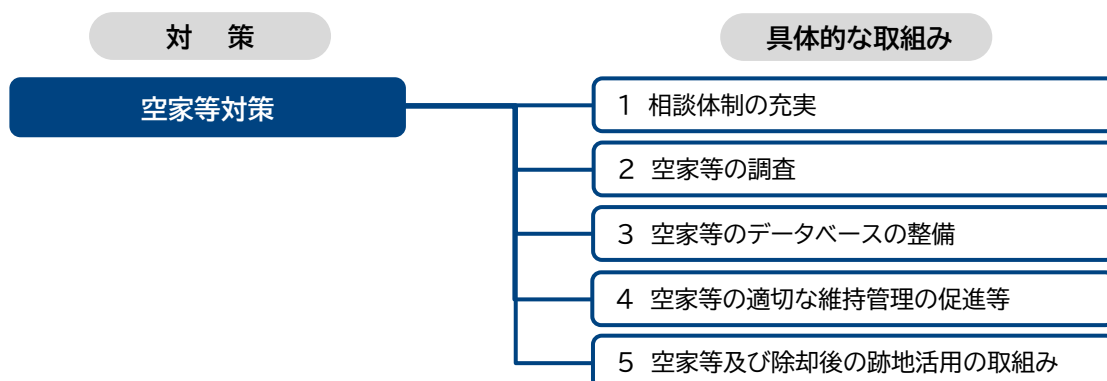 対　策
具体的な取組み
空家等対策
1 相談体制の充実
2 空家等の調査
3 空家等のデータベースの整備
4 空家等の適切な維持管理の促進等
5 空家等及び除却後の跡地活用の取組み